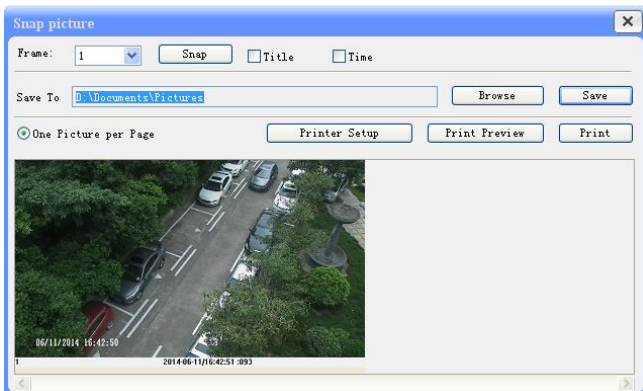 Snap picture
Frame: 1 Snap Title Time
Save To D:\Documents\Pictures Browse Save
One Picture per Page Printer Setup Print Preview Print
06/11/2014 16:42:50
1 2014-06-11/16:42:51 :093